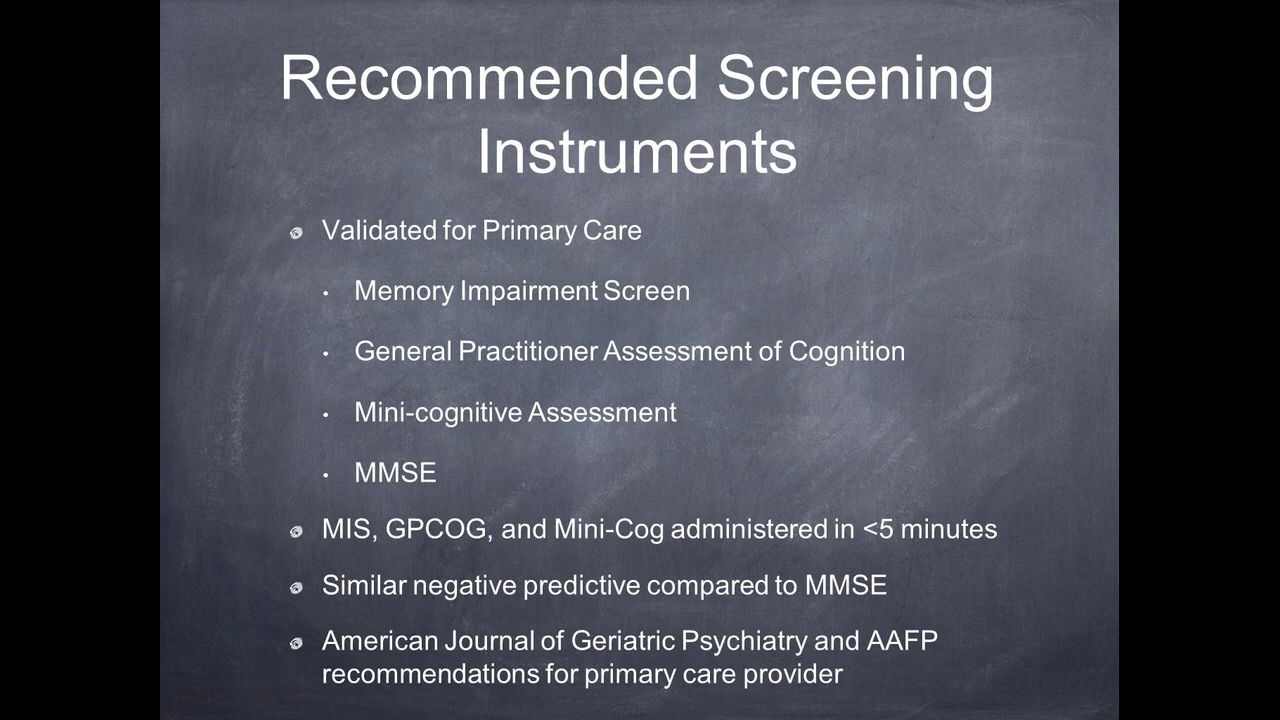 Recommended Screening
Instruments
Validated for Primary Care
Memory Impairment Screen
General Practitioner Assessment of Cognition
Mini-cognitive Assessment
MMSE
MIS, GPCOG, and Mini-Cog administered in <5 minutes
Similar negative predictive compared to MMSE
American Journal of Geriatric Psychiatry and AAFP
recommendations for primary care provider